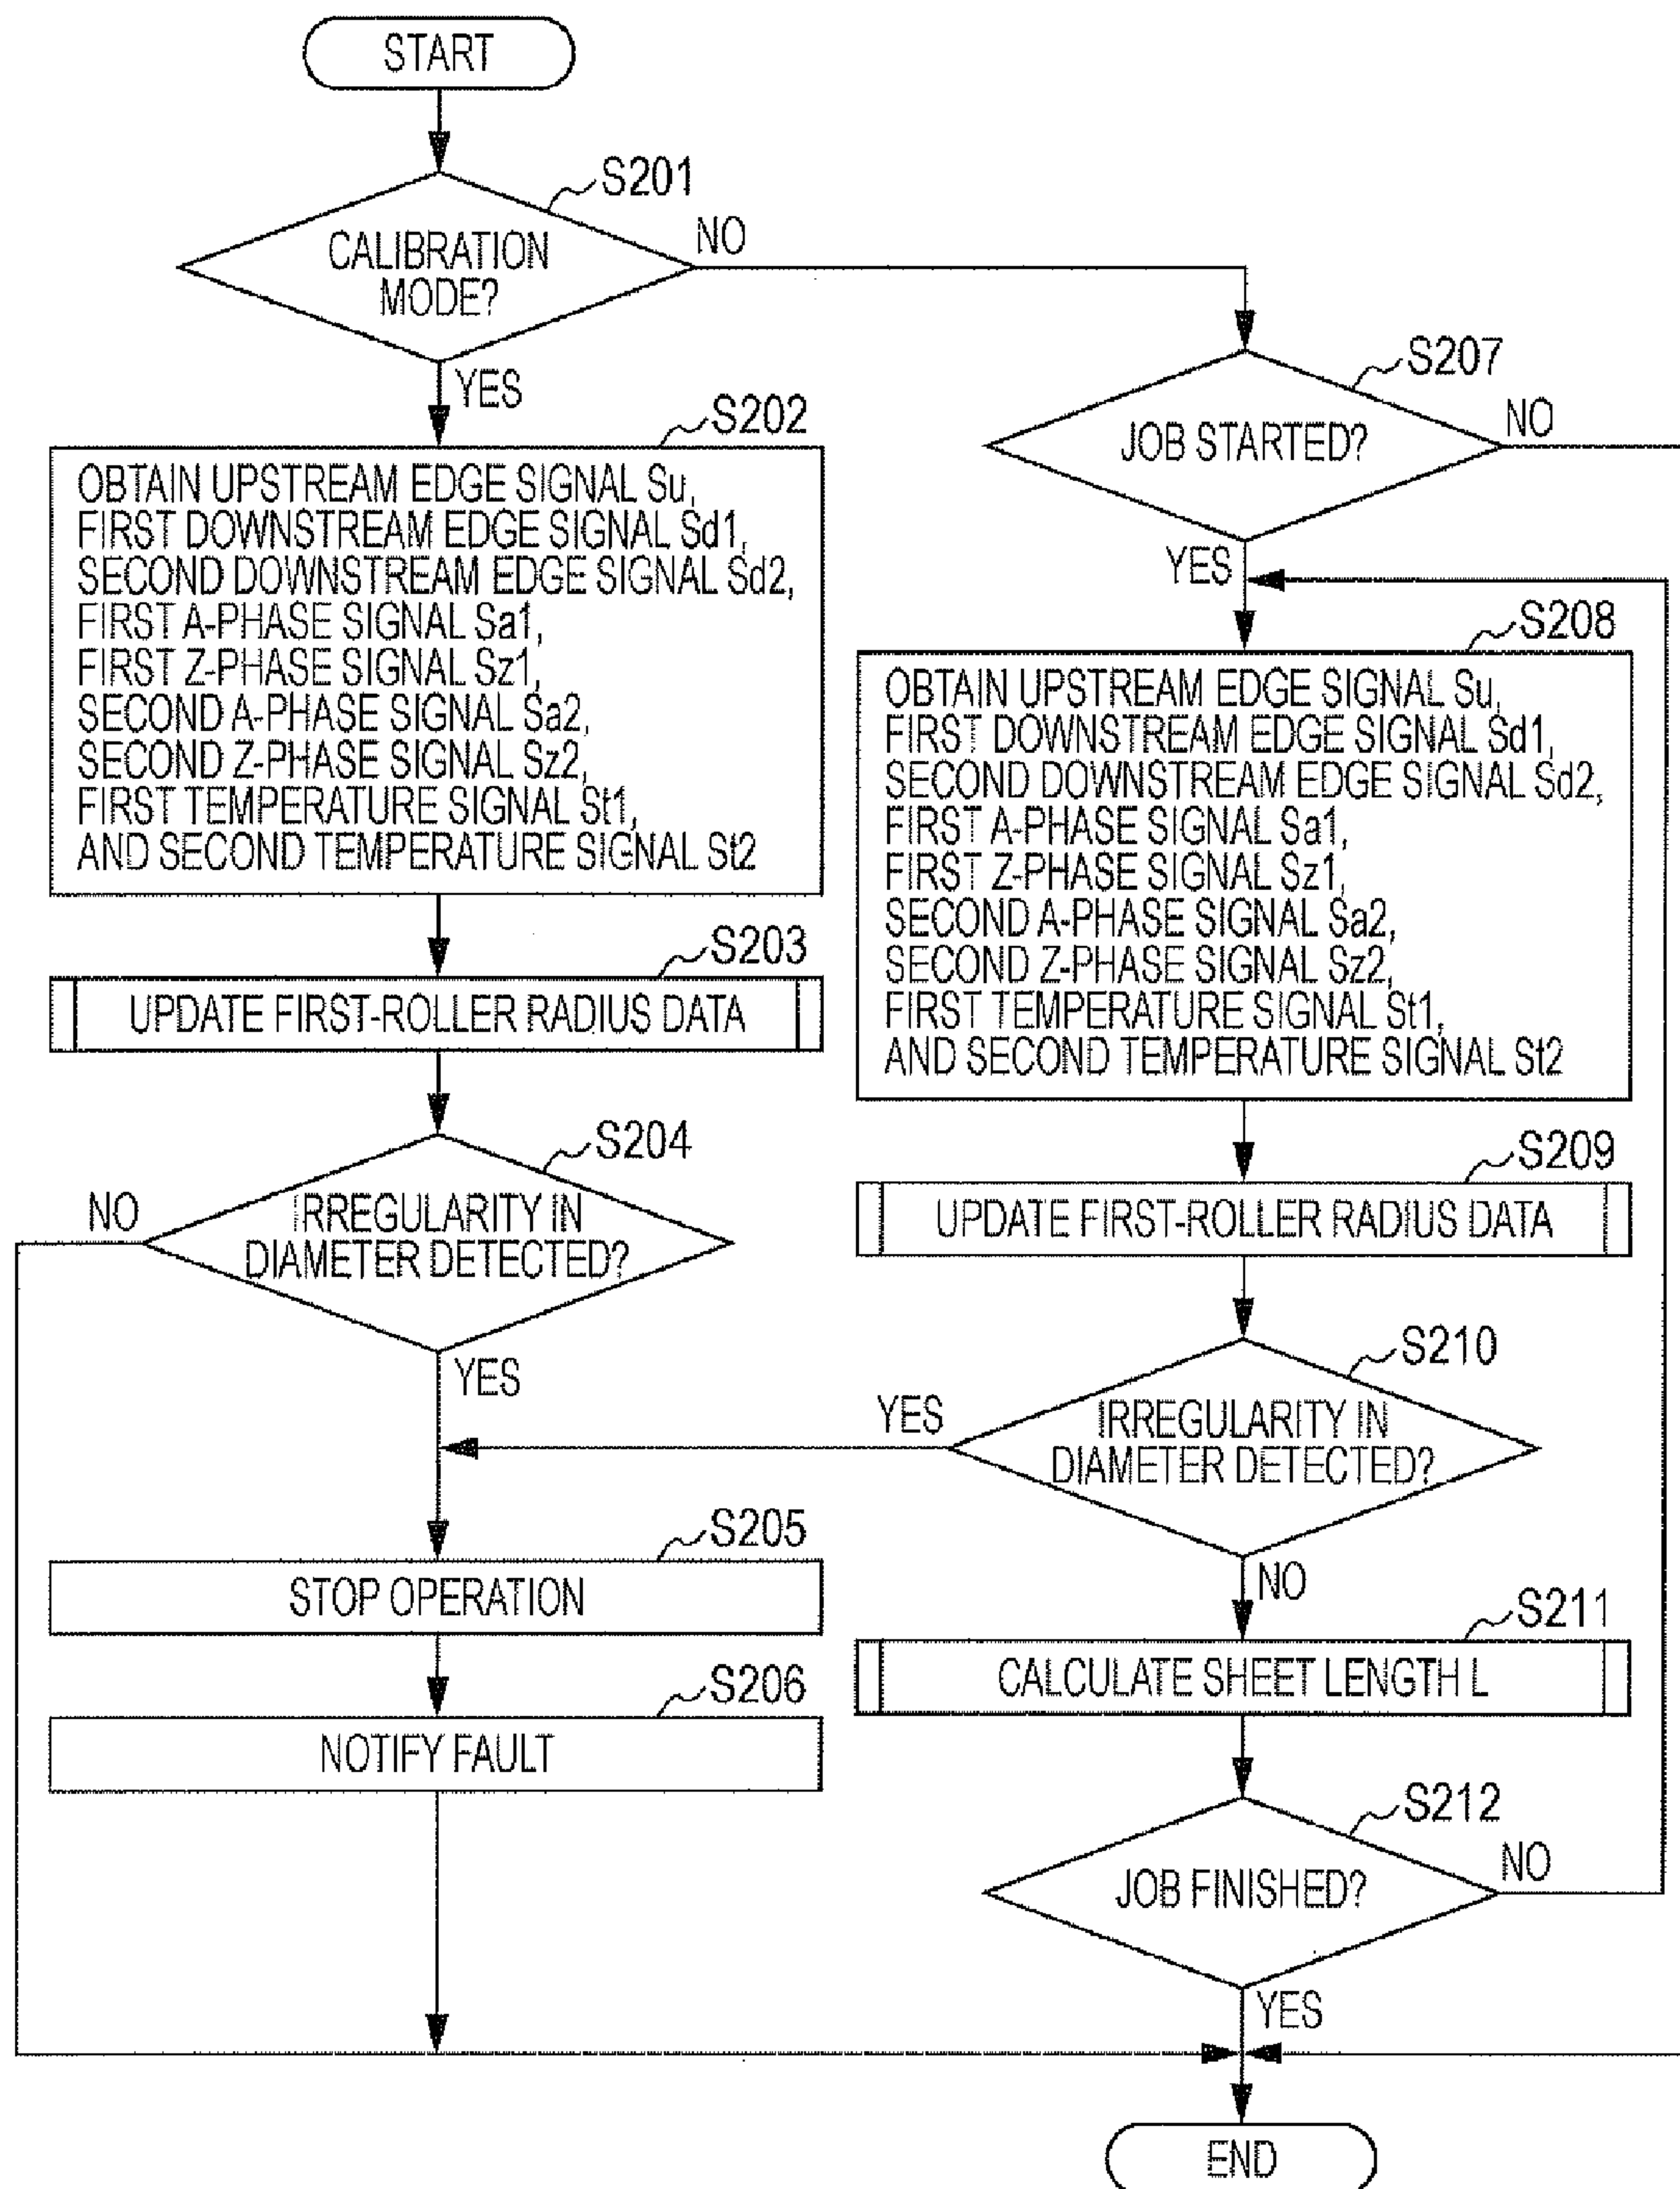 START
S201
CALIBRATION
MODE?
NO
YES
S202
OBTAIN UPSTREAM EDGE SIGNAL Su,
FIRST DOWNSTREAM EDGE SIGNAL Sd1,
SECOND DOWNSTREAM EDGE SIGNAL Sd2,
FIRST A-PHASE SIGNAL Sa1,
FIRST Z-PHASE SIGNAL Sz1,
SECOND A-PHASE SIGNAL Sa2,
SECOND Z-PHASE SIGNAL Sz2,
FIRST TEMPERATURE SIGNAL St1,
AND SECOND TEMPERATURE SIGNAL St2
S203
UPDATE FIRST-ROLLER RADIUS DATA
S204
IRREGULARITY IN
DIAMETER DETECTED?
NO
YES
S205
STOP OPERATION
S206
NOTIFY FAULT
S207
JOB STARTED?
NO
YES
S208
OBTAIN UPSTREAM EDGE SIGNAL Su,
FIRST DOWNSTREAM EDGE SIGNAL Sd1,
SECOND DOWNSTREAM EDGE SIGNAL Sd2,
FIRST A-PHASE SIGNAL Sa1,
FIRST Z-PHASE SIGNAL Sz1,
SECOND A-PHASE SIGNAL Sa2,
SECOND Z-PHASE SIGNAL Sz2,
FIRST TEMPERATURE SIGNAL St1,
AND SECOND TEMPERATURE SIGNAL St2
S209
UPDATE FIRST-ROLLER RADIUS DATA
S210
IRREGULARITY IN
DIAMETER DETECTED?
YES
NO
S211
CALCULATE SHEET LENGTH L
S212
JOB FINISHED?
NO
YES
END